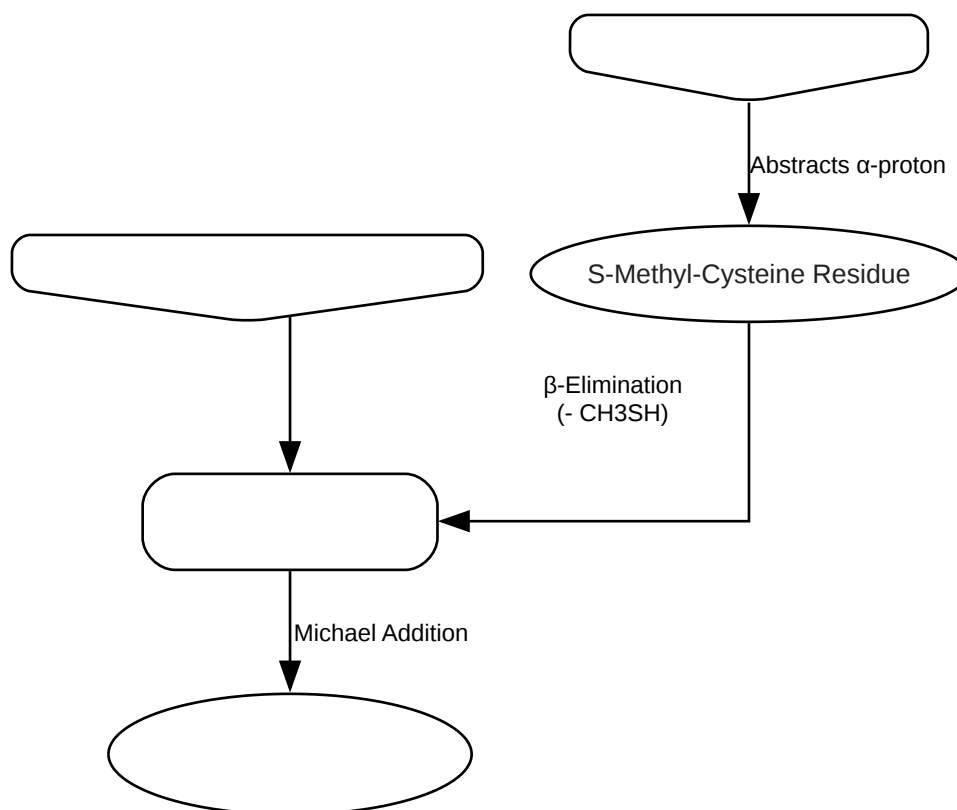 Abstracts α-proton
S-Methyl-Cysteine Residue
β-Elimination
(- CH3SH)
Michael Addition